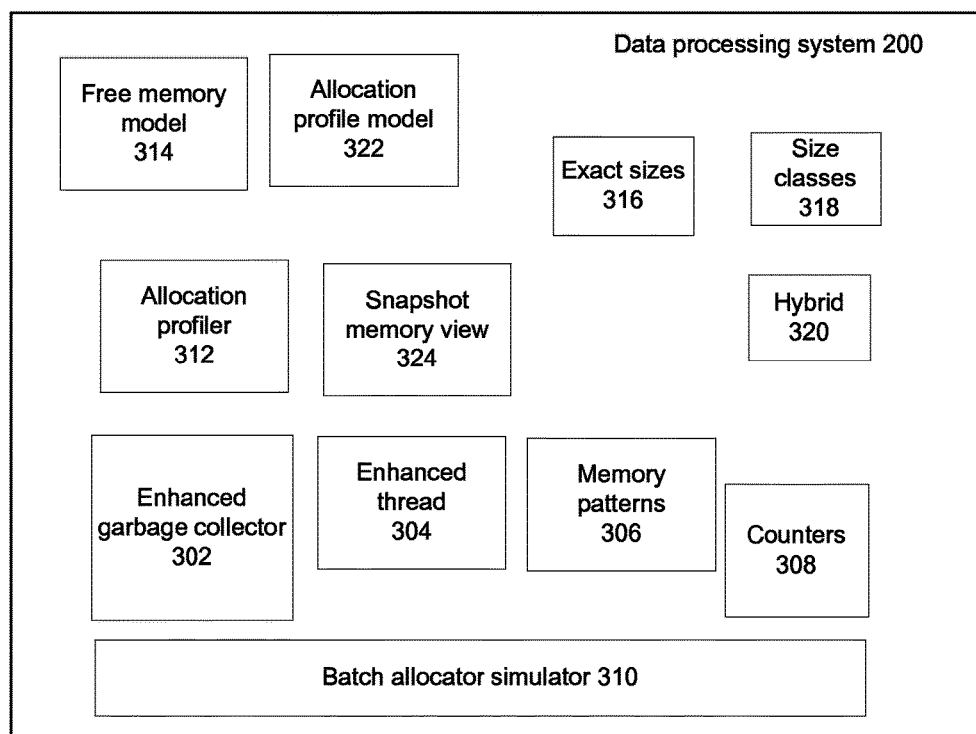 Data processing system 200
Free memory
model
314
Allocation
profile model
322
Exact sizes
316
Size
classes
318
Allocation
profiler
312
Snapshot
memory view
324
Hybrid
320
Enhanced
garbage collector
302
Enhanced
thread
304
Memory
patterns
306
Counters
308
Batch allocator simulator 310